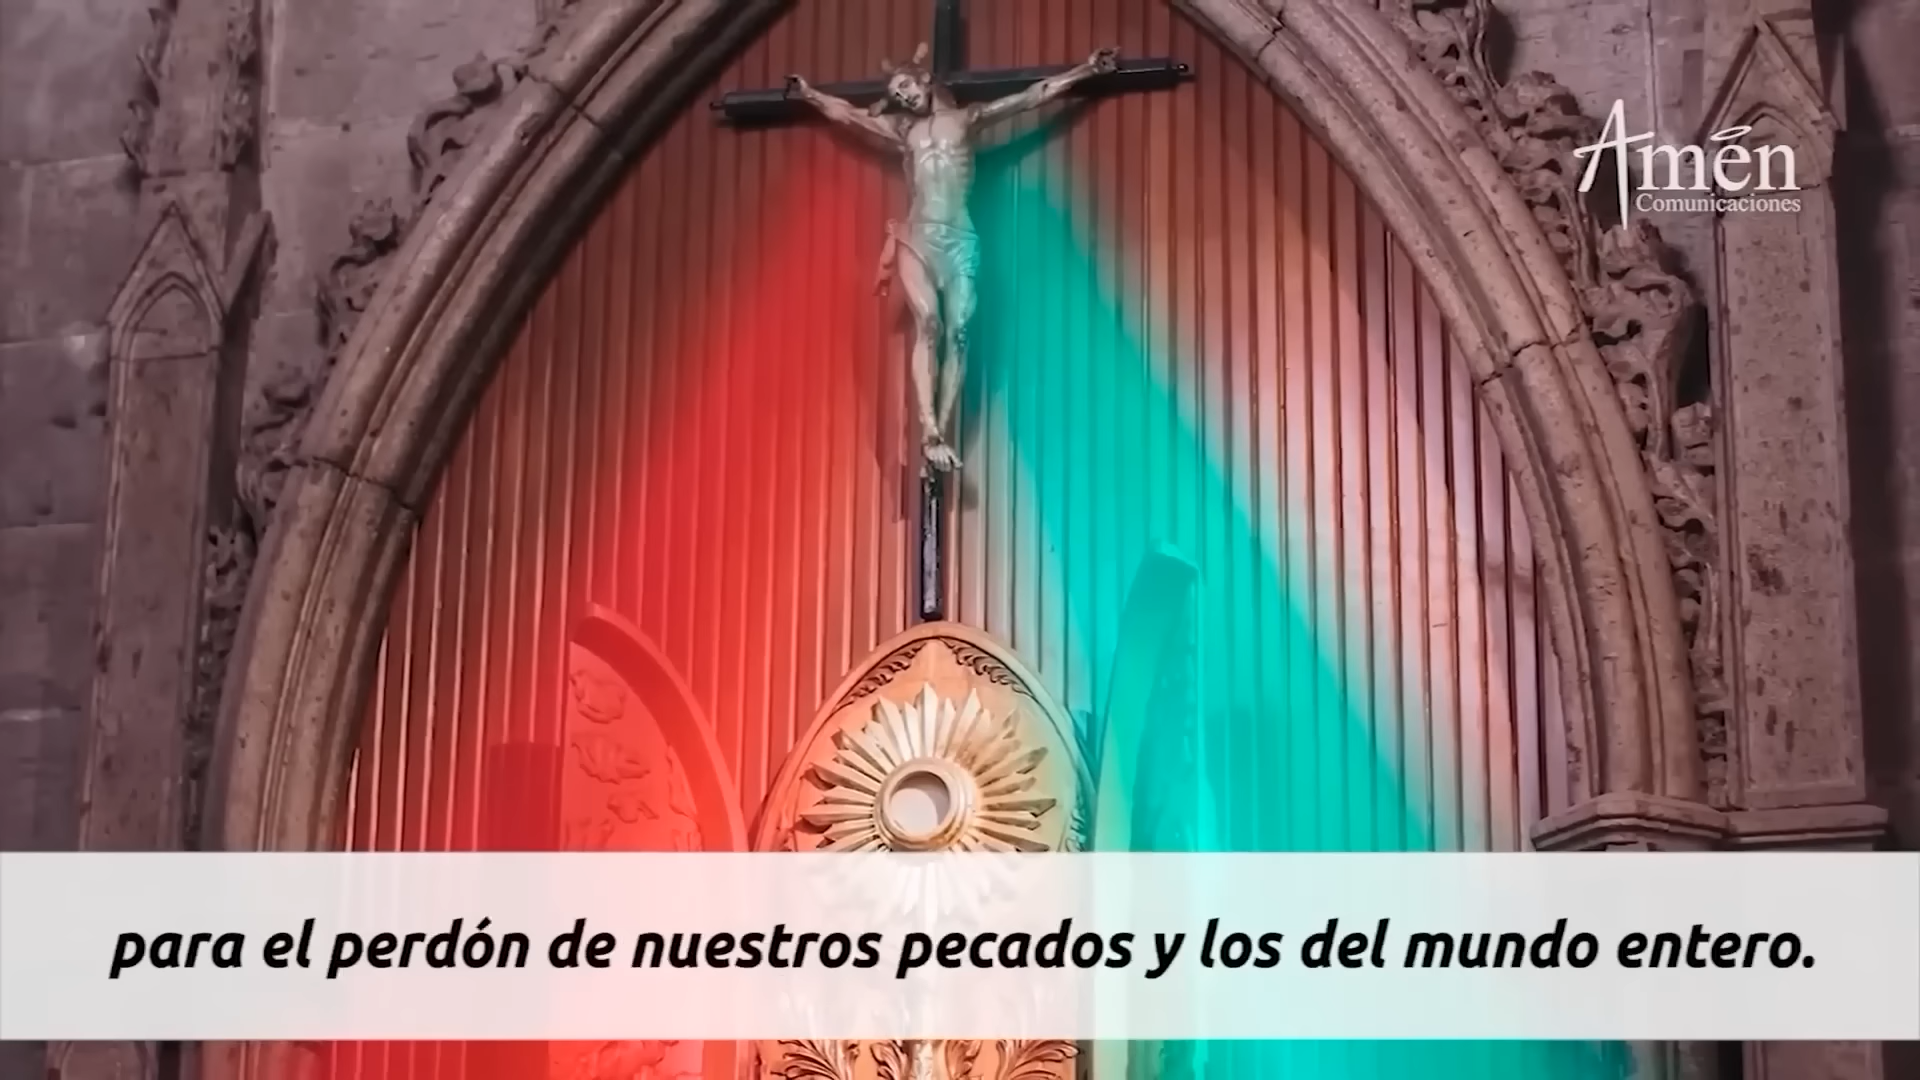 Amén
Comunicaciones
para el perdón de nuestros pecados y los del mundo entero.